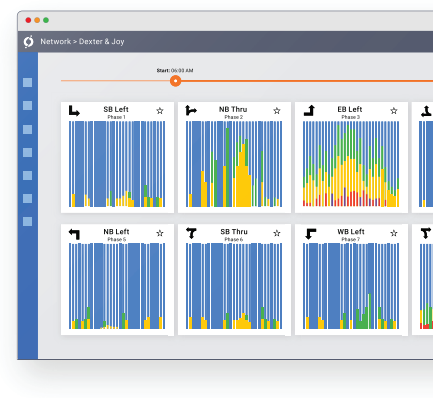 Network > Dexter & Joy
Start: 06:00 AM
SB Left
Phase 1
NB Thru
Phase 2
EB Left
Phase 3
NB Left
Phase 5
SB Thru
Phase 6
WB Left
Phase 7